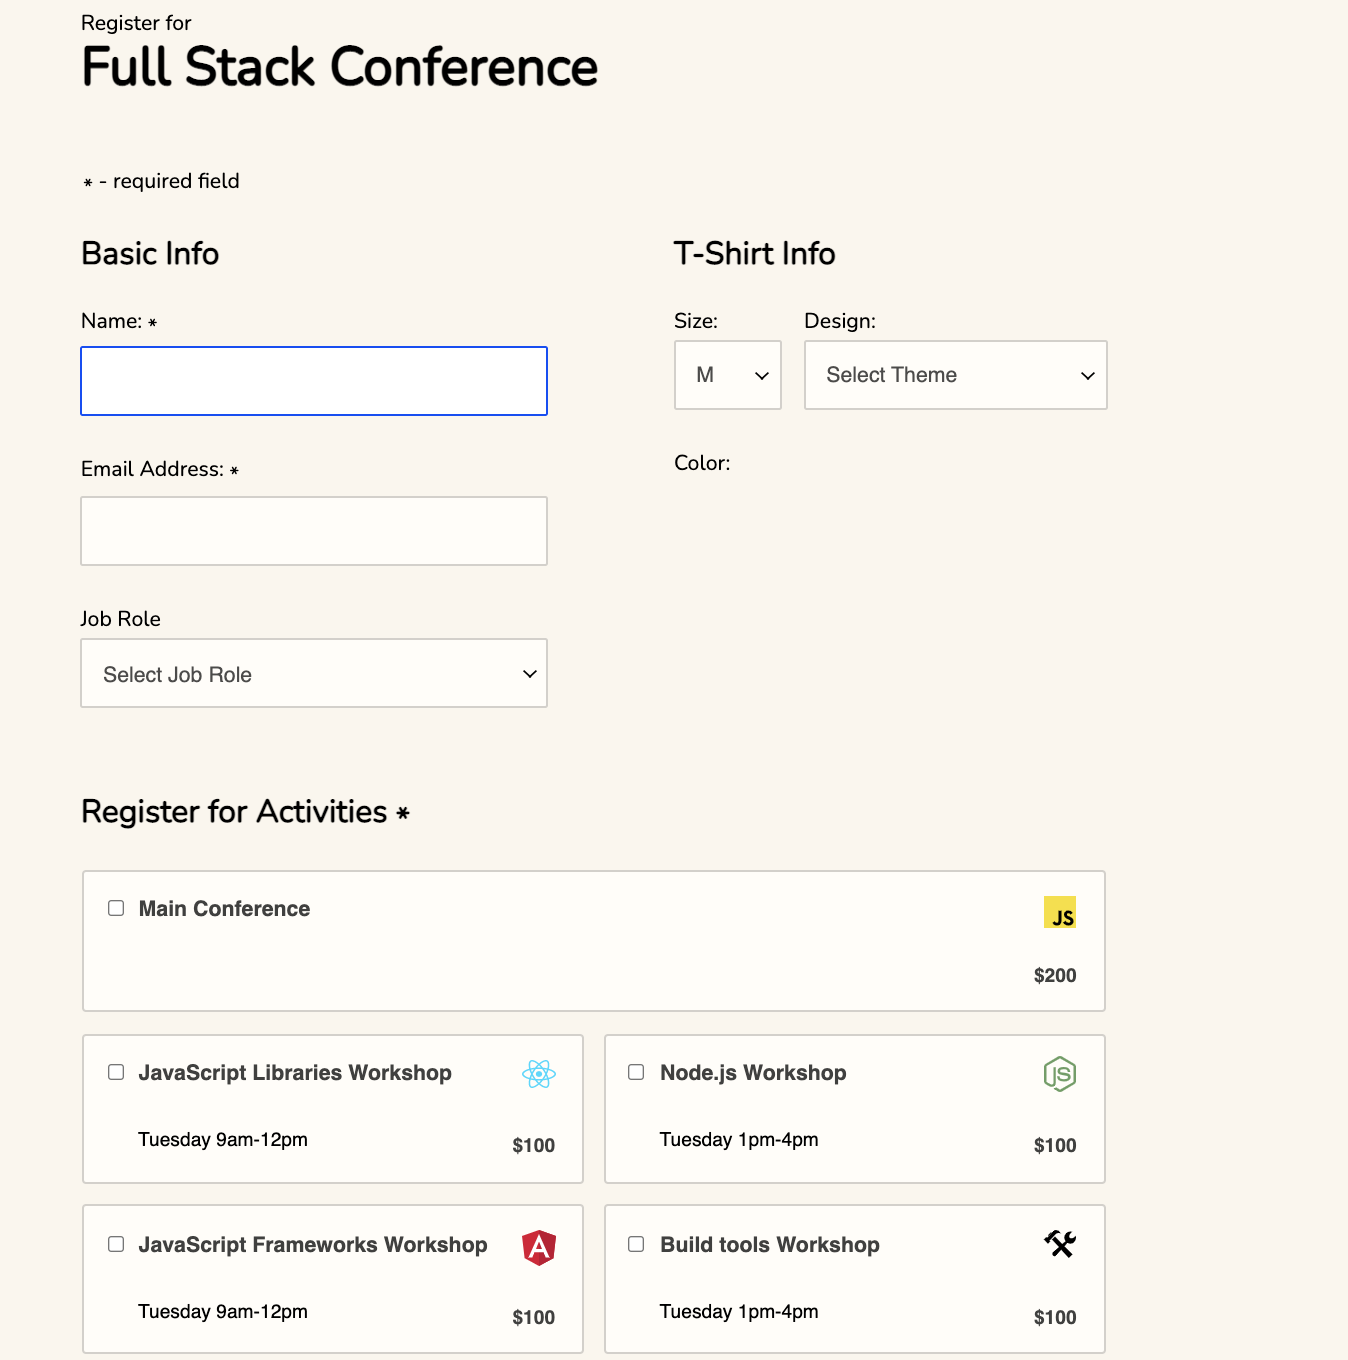 Register for
Full Stack Conference
* - required field
Basic Info
Name: *
Email Address: *
Job Role
Select Job Role
T-Shirt Info
Size:
Design:
M
Select Theme
Color:
Register for Activities *
Main Conference
JS
$200
JavaScript Libraries Workshop
Tuesday 9am-12pm
$100
Node.js Workshop
JS
Tuesday 1pm-4pm
$100
JavaScript Frameworks Workshop
A
Tuesday 9am-12pm
$100
Build tools Workshop
Tuesday 1pm-4pm
$100